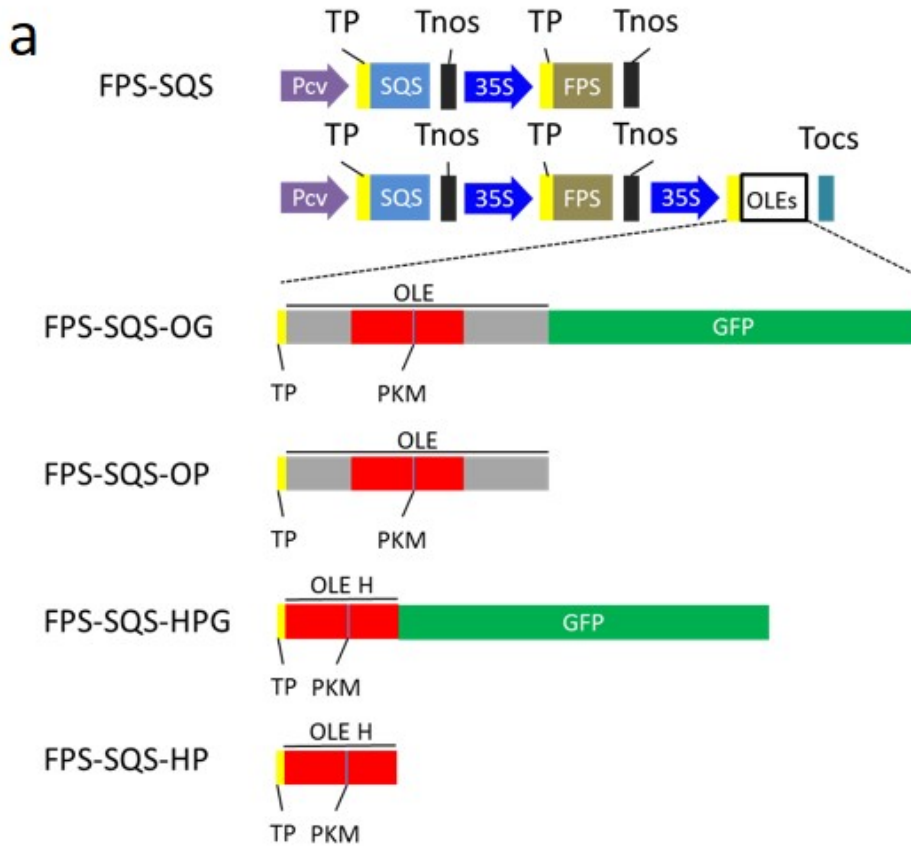 a
TP Tnos TP Tnos
FPS-SQS Pcv SQS 35S FPS
TP Tnos TP Tnos Tocs
Pcv SQS 35S FPS 35S OLEs
OLE
FPS-SQS-OG GFP
TP PKM
OLE
FPS-SQS-OP
TP PKM
OLE H
FPS-SQS-HPG GFP
TP PKM
OLE H
FPS-SQS-HP
TP PKM